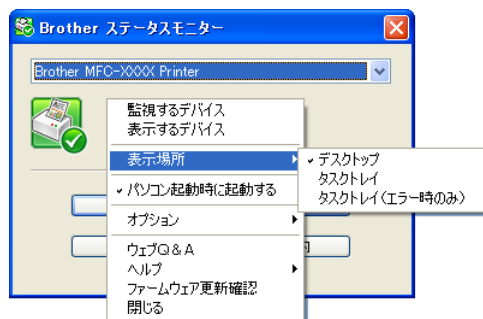 Brother ステータスモニター
Brother MFC-XXXX Printer
監視するデバイス
表示するデバイス
表示場所
デスクトップ
タスクトレイ
タスクトレイ(エラー時のみ)
パソコン起動時に起動する
オプション
ウェブQ&A
ヘルプ
ファームウェア更新確認
閉じる